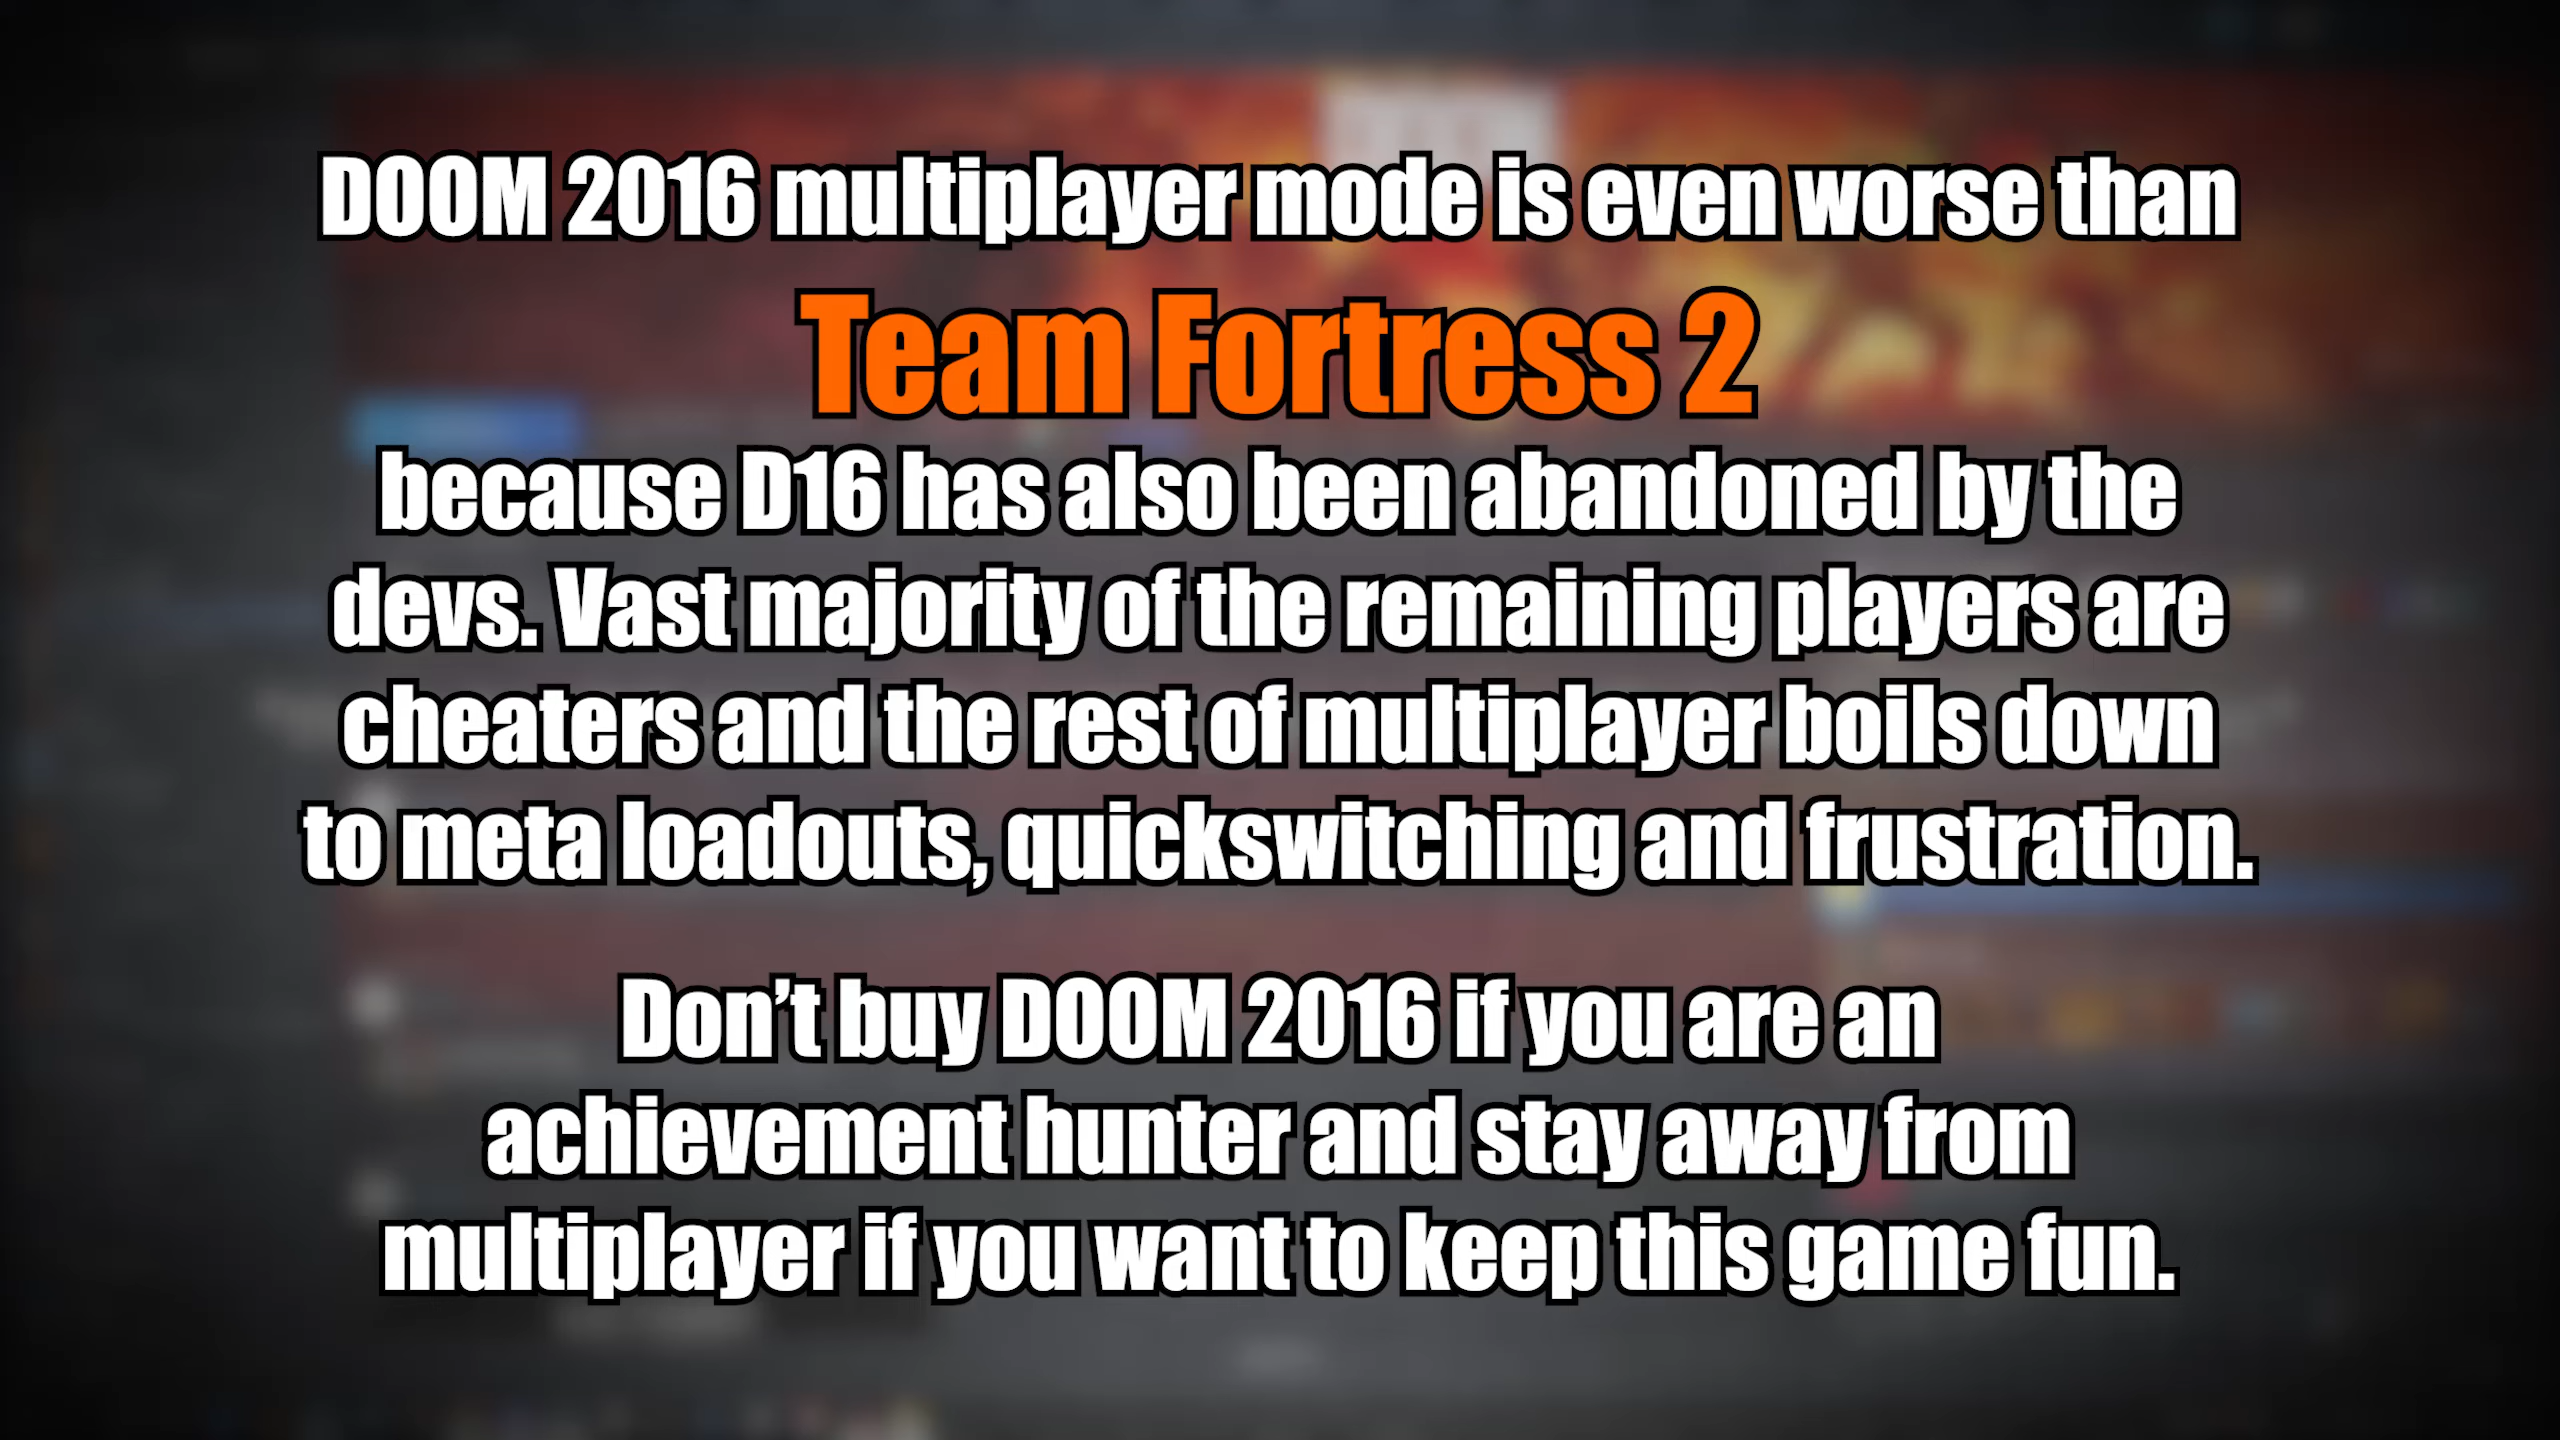 DOOM 2016 multiplayer mode is even worse than
Team Fortress 2
because D16 has also been abandoned by the
devs. Vast majority of the remaining players are
cheaters and the rest of multiplayer boils down
to meta loadouts, quickswitching and frustration.
Don't buy DOOM 2016 if you are an
achievement hunter and stay away from
multiplayer if you want to keep this game fun.